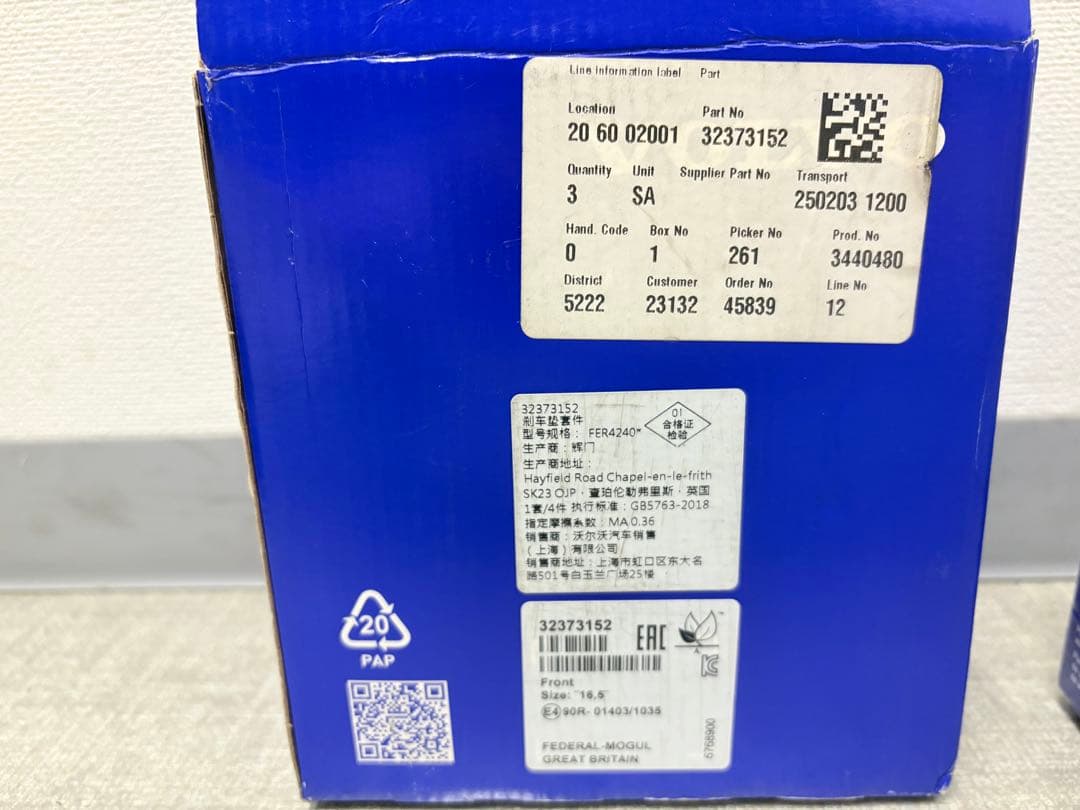 Line information label Part
Location Part No
20 60 02001 32373152
Quantity Unit Supplier Part No Transport
3 SA 250203 1200
Hand. Code Box No Picker No Prod. No
0 1 261 3440480
District Customer Order No Line No
5222 23132 45839 12
32373152
刹车垫套件
型号规格： FER4240*
01
合格证
检验
生产商：辉门
生产商地址：
Hayfield Road Chapel-en-le-frith
SK23 OJP，查珀伦勒弗里斯，英国
1套/4件 执行标准：GB5763-2018
指定摩擦系数：MA 0.36
销售商：沃尔沃汽车销售
（上海）有限公司
销售商地址：上海市虹口区东大名
路501号白玉兰广场25楼
20
PAP
32373152
EAC
Front
Size: "16,5"
E4 90R- 01403/1035
FEDERAL-MOGUL
GREAT BRITAIN